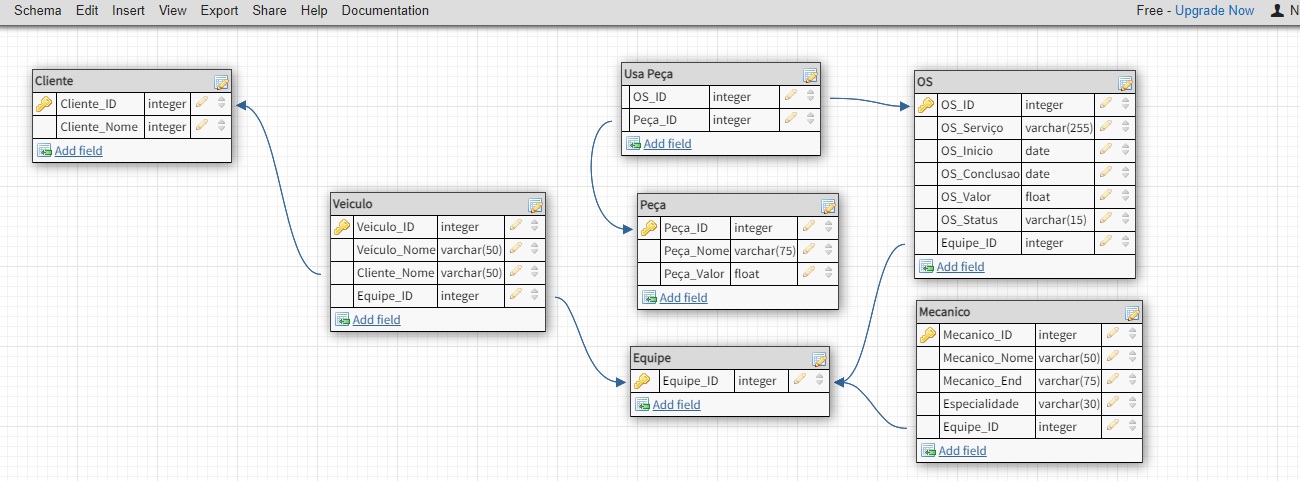 Schema Edit Insert View Export Share Help Documentation Free - Upgrade Now N
Cliente
Cliente_ID integer
Cliente_Nome integer
Add field
Veiculo
Veiculo_ID integer
Veiculo_Nome varchar(50)
Cliente_Nome varchar(50)
Equipe_ID integer
Add field
Usa Peça
OS_ID integer
Peça_ID integer
Add field
Peça
Peça_ID integer
Peça_Nome varchar(75)
Peça_Valor float
Add field
Equipe
Equipe_ID integer
Add field
OS
OS_ID integer
OS_Serviço varchar(255)
OS_Inicio date
OS_Conclusao date
OS_Valor float
OS_Status varchar(15)
Equipe_ID integer
Add field
Mecanico
Mecanico_ID integer
Mecanico_Nome varchar(50)
Mecanico_End varchar(75)
Especialidade varchar(30)
Equipe_ID integer
Add field